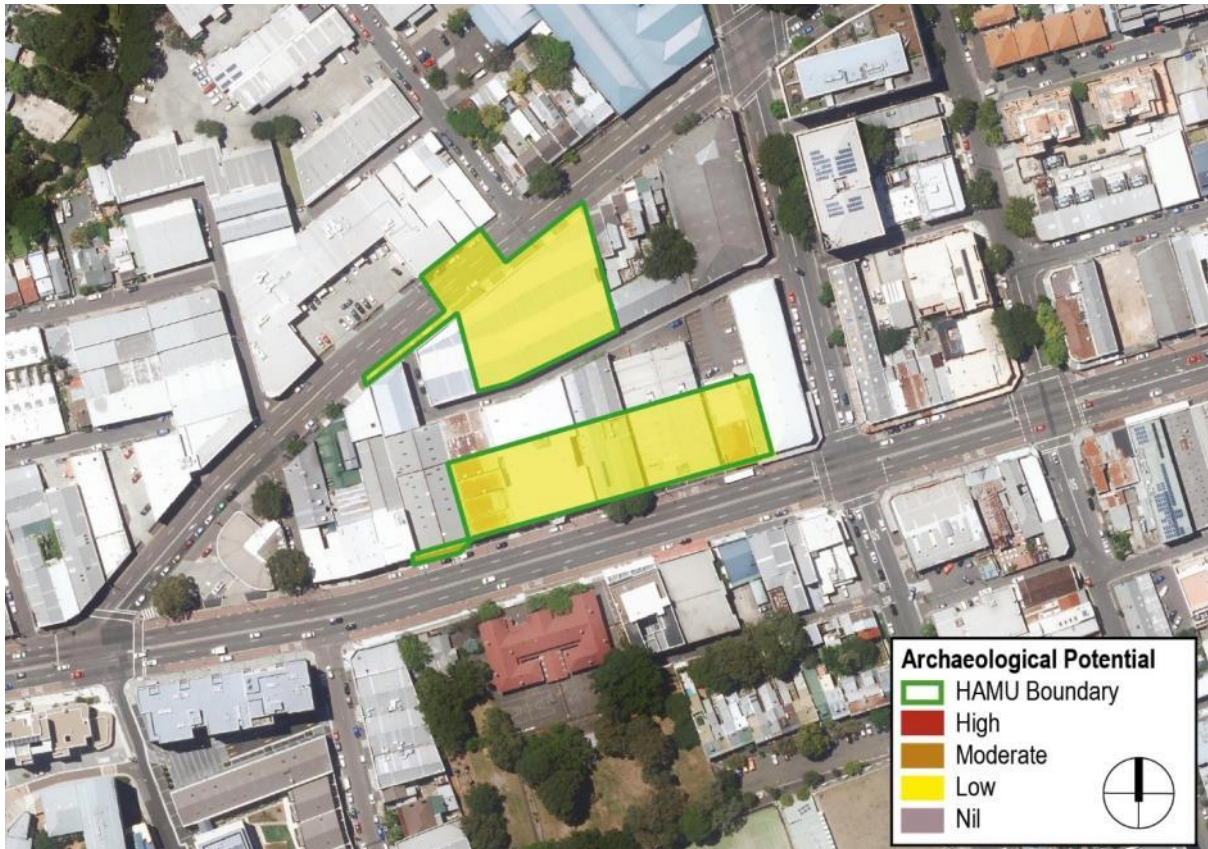 Archaeological Potential
HAMU Boundary
High
Moderate
Low
Nil